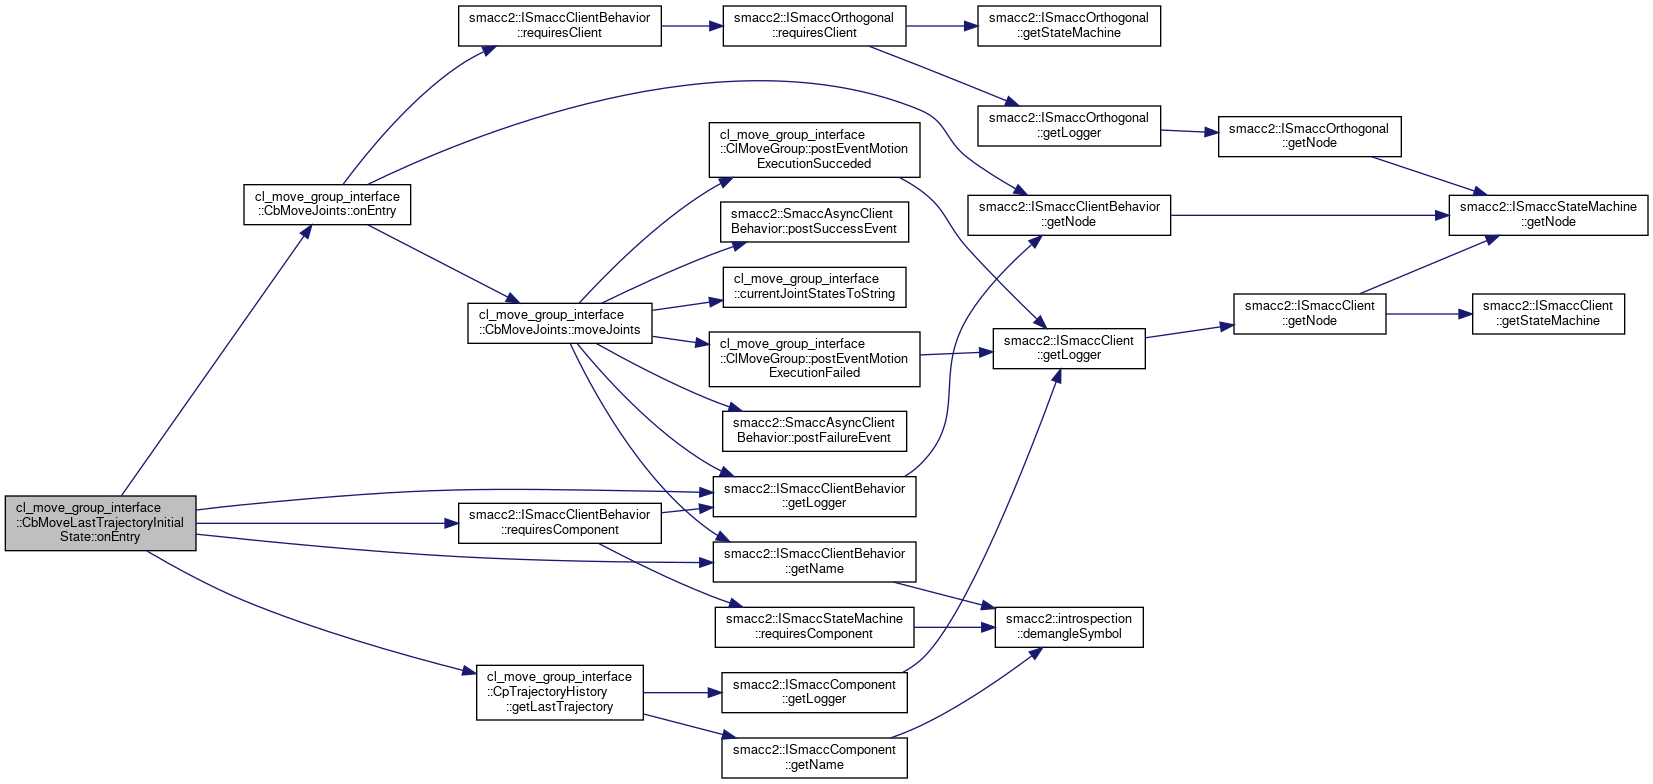 smacc2::ISmaccClientBehavior
::requiresClient
smacc2::ISmaccOrthogonal
::requiresClient
smacc2::ISmaccOrthogonal
::getStateMachine
smacc2::ISmaccOrthogonal
::getLogger
smacc2::ISmaccOrthogonal
::getNode
cl_move_group_interface
::ClMoveGroup::postEventMotion
ExecutionSucceded
cl_move_group_interface
::CbMoveJoints::onEntry
smacc2::ISmaccClientBehavior
::getNode
smacc2::ISmaccStateMachine
::getNode
smacc2::SmaccAsyncClient
Behavior::postSuccessEvent
cl_move_group_interface
::currentJointStatesToString
cl_move_group_interface
::CbMoveJoints::moveJoints
smacc2::ISmaccClient
::getNode
smacc2::ISmaccClient
::getStateMachine
cl_move_group_interface
::ClMoveGroup::postEventMotion
ExecutionFailed
smacc2::ISmaccClient
::getLogger
smacc2::SmaccAsyncClient
Behavior::postFailureEvent
cl_move_group_interface
::CbMoveLastTrajectoryInitial
State::onEntry
smacc2::ISmaccClientBehavior
::getLogger
smacc2::ISmaccClientBehavior
::requiresComponent
smacc2::ISmaccClientBehavior
::getName
smacc2::ISmaccStateMachine
::requiresComponent
smacc2::introspection
::demangleSymbol
cl_move_group_interface
::CpTrajectoryHistory
::getLastTrajectory
smacc2::ISmaccComponent
::getLogger
smacc2::ISmaccComponent
::getName